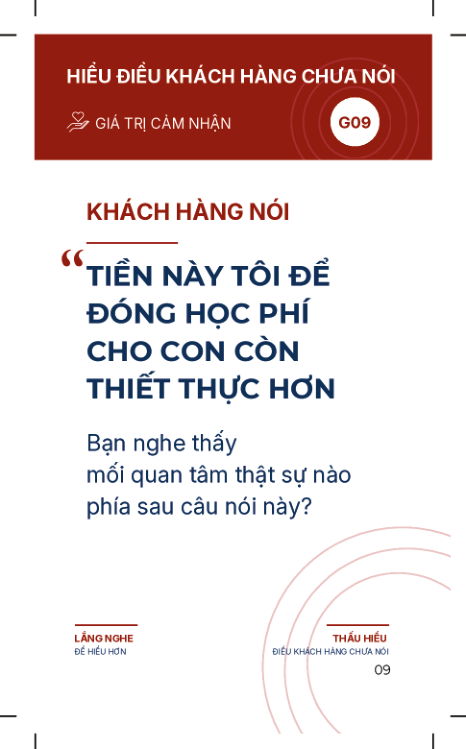 HIỂU ĐIỀU KHÁCH HÀNG CHƯA NÓI
GIÁ TRỊ CẢM NHẬN
G09
KHÁCH HÀNG NÓI
“
TIỀN NÀY TÔI ĐỂ
ĐÓNG HỌC PHÍ
CHO CON CÒN
THIẾT THỰC HƠN
Bạn nghe thấy
mối quan tâm thật sự nào
phía sau câu nói này?
LẮNG NGHE
ĐỂ HIỂU HƠN
THẤU HIỂU
ĐIỀU KHÁCH HÀNG CHƯA NÓI
09